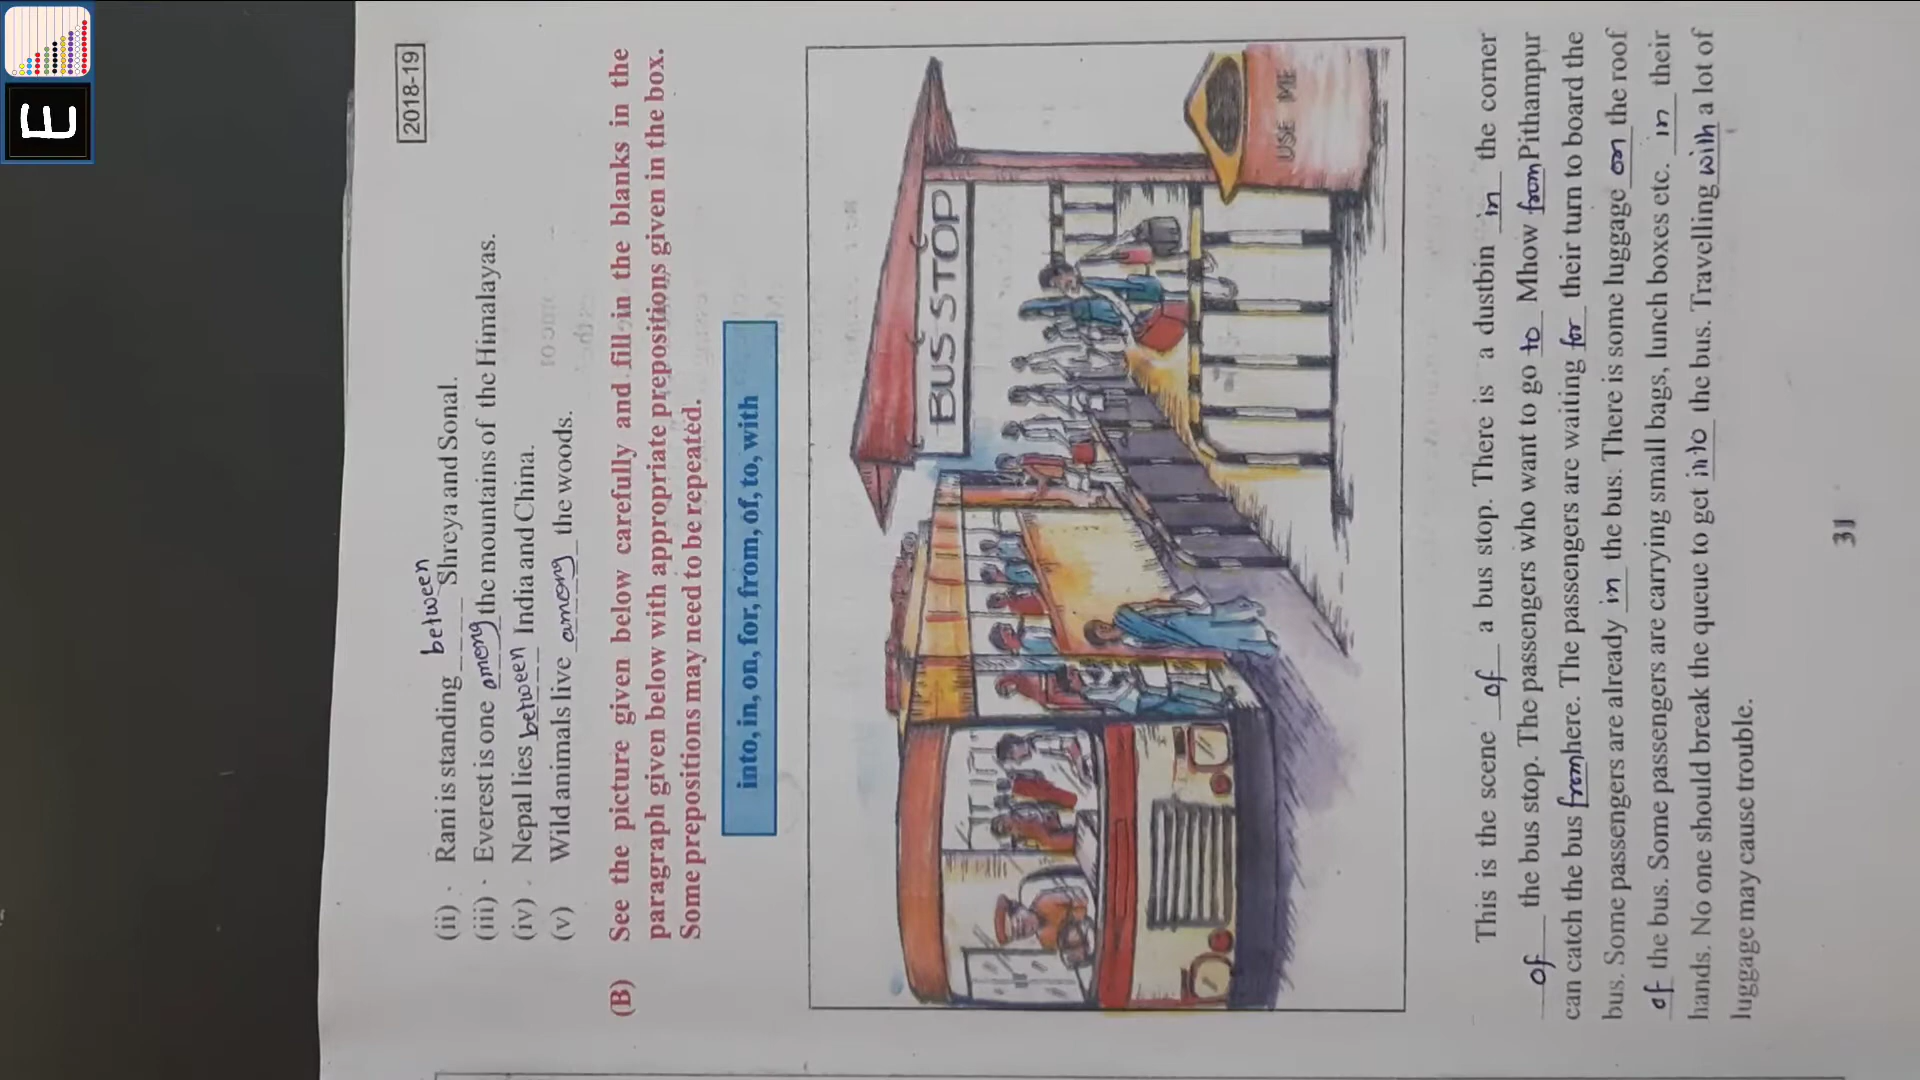 E
2018-19
(ii) Rani is standing between Shreya and Sonal.
(iii) Everest is one among the mountains of the Himalayas.
(iv) Nepal lies between India and China.
(v) Wild animals live among the woods.
(B) See the picture given below carefully and fill in the blanks in the
paragraph given below with appropriate prepositions given in the box.
Some prepositions may need to be repeated.
into, in, on, for, from, of, to, with
BUS STOP
USE ME
This is the scene of a bus stop. There is a dustbin in the corner
of the bus stop. The passengers who want to go to Mhow from Pithampur
can catch the bus from here. The passengers are waiting for their turn to board the
bus. Some passengers are already in the bus. There is some luggage on the roof
of the bus. Some passengers are carrying small bags, lunch boxes etc. in their
hands. No one should break the queue to get into the bus. Travelling with a lot of
luggage may cause trouble.
31